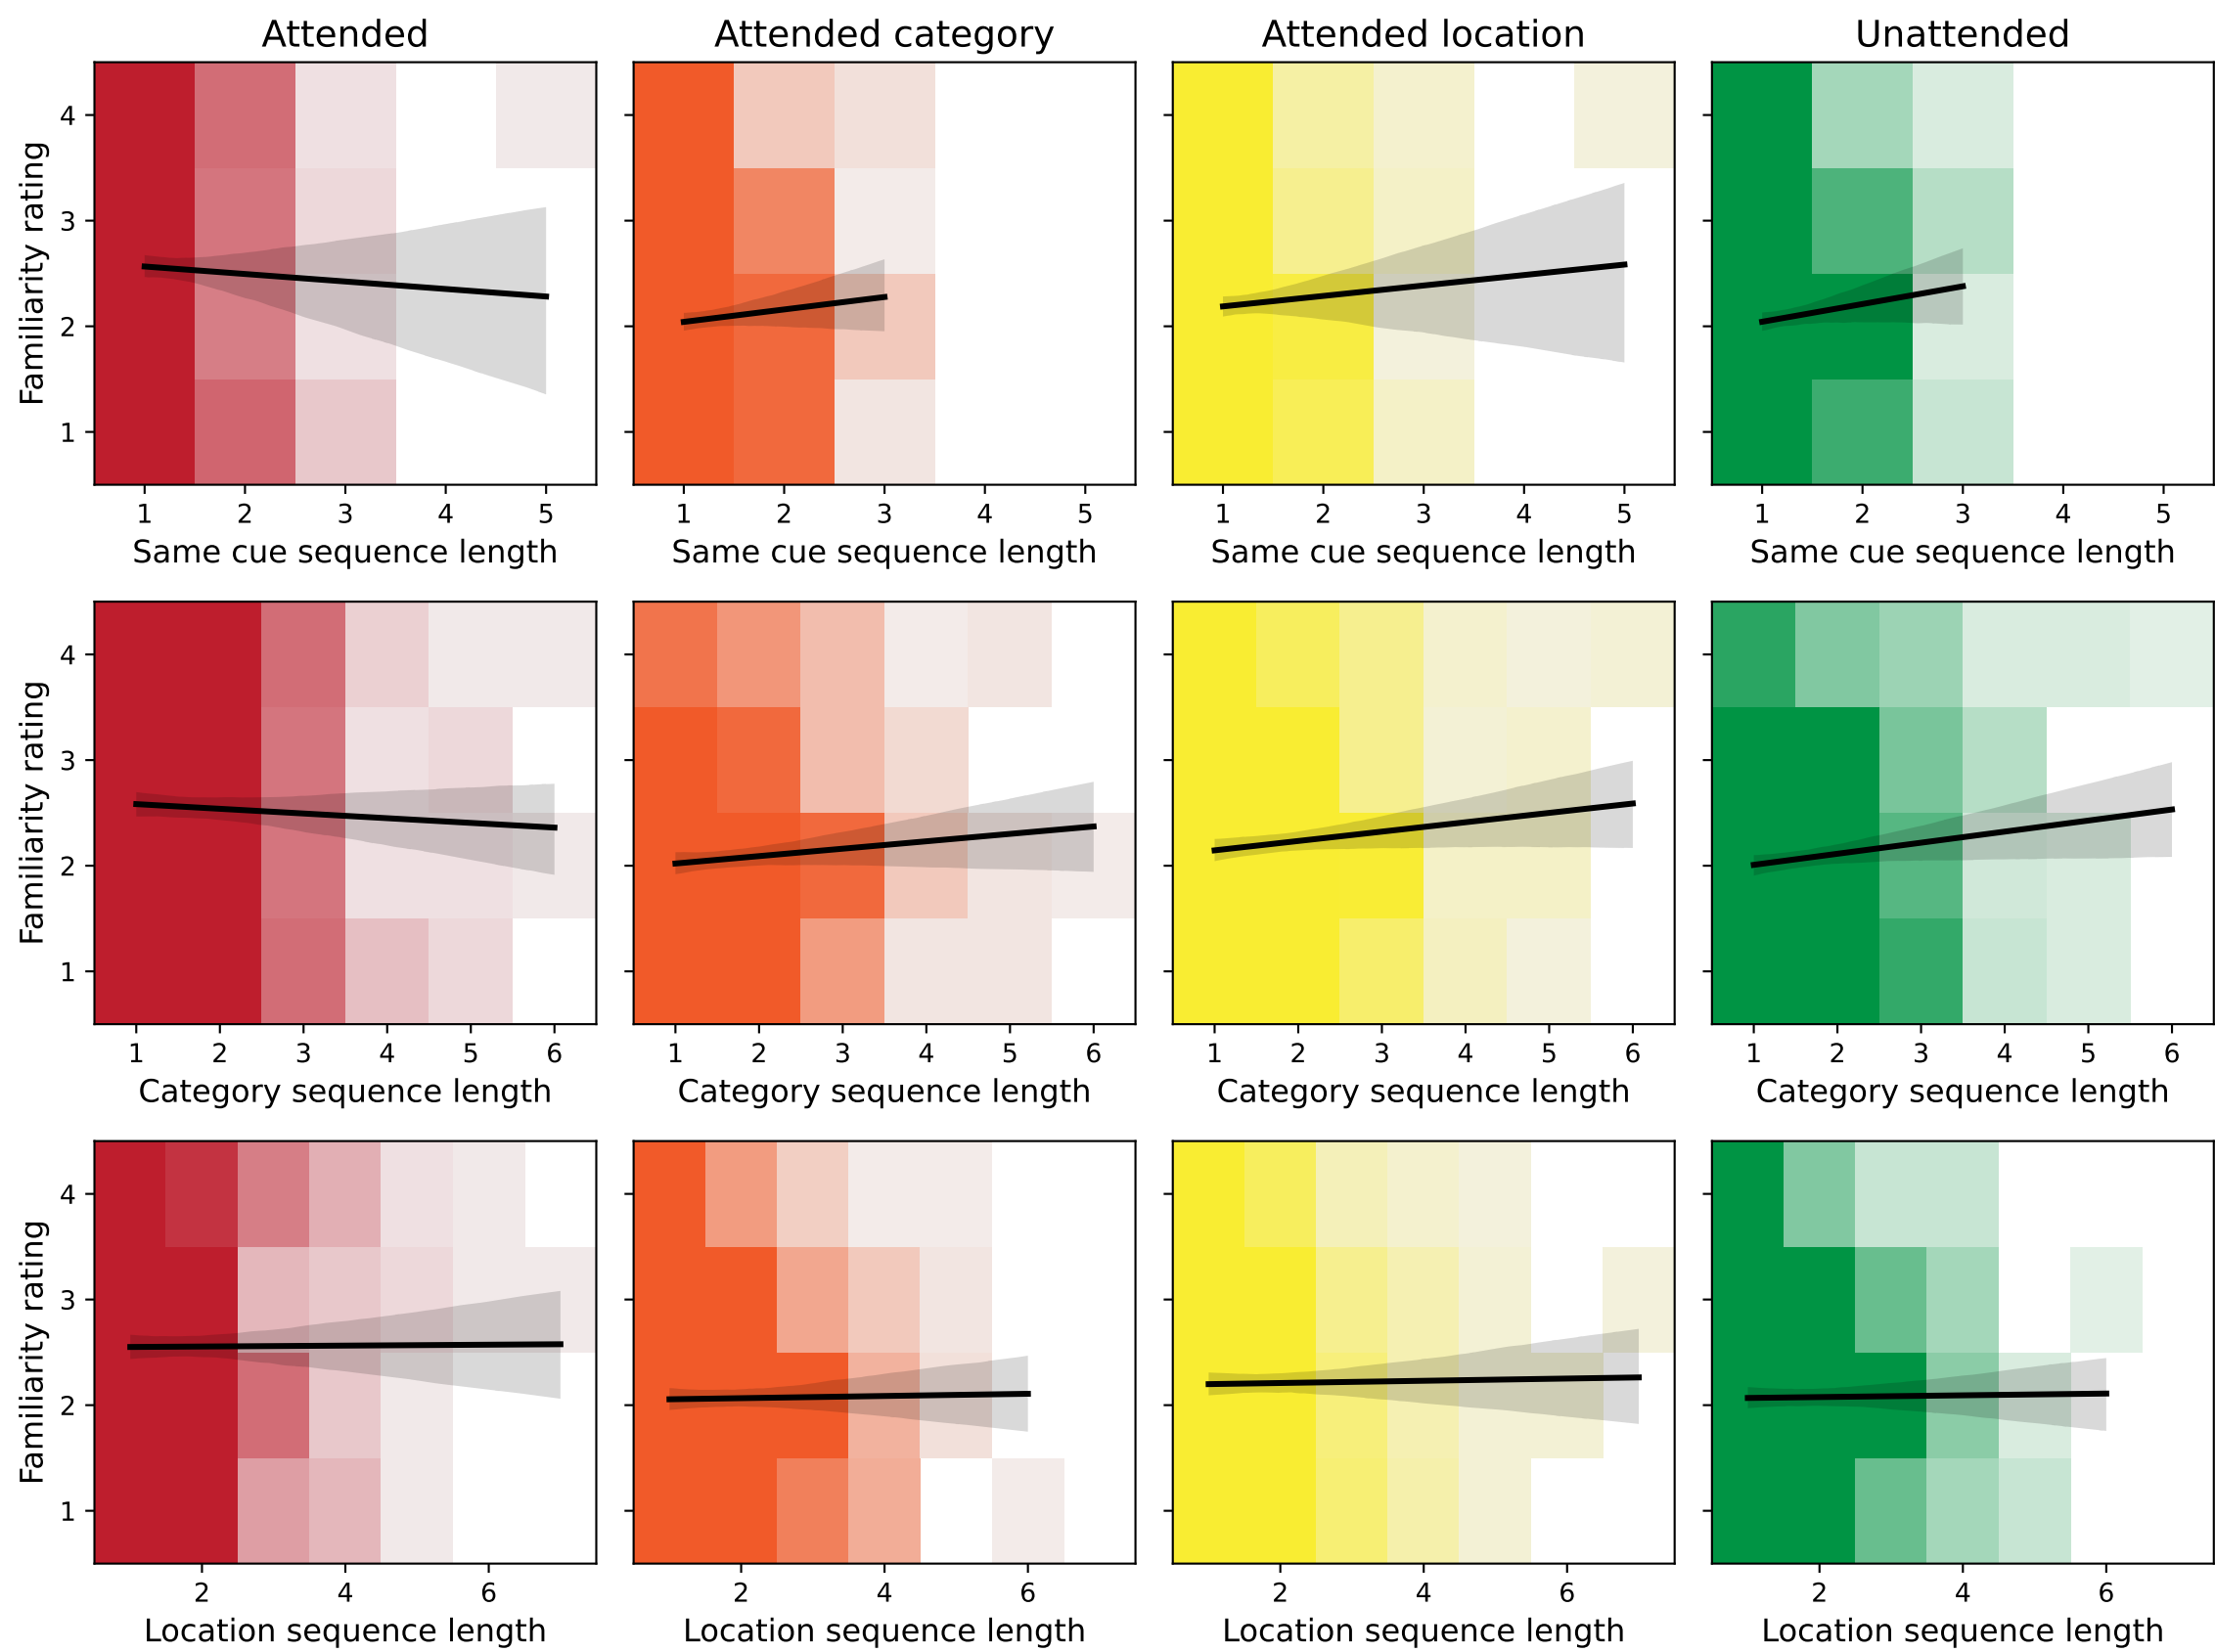 Attended Attended category Attended location Unattended
Familiarity rating
4
3
2
1
1 2 3 4 5 1 2 3 4 5 1 2 3 4 5 1 2 3 4 5
Same cue sequence length Same cue sequence length Same cue sequence length Same cue sequence length
Familiarity rating
4
3
2
1
1 2 3 4 5 6 1 2 3 4 5 6 1 2 3 4 5 6 1 2 3 4 5 6
Category sequence length Category sequence length Category sequence length Category sequence length
Familiarity rating
4
3
2
1
2 4 6 2 4 6 2 4 6 2 4 6
Location sequence length Location sequence length Location sequence length Location sequence length